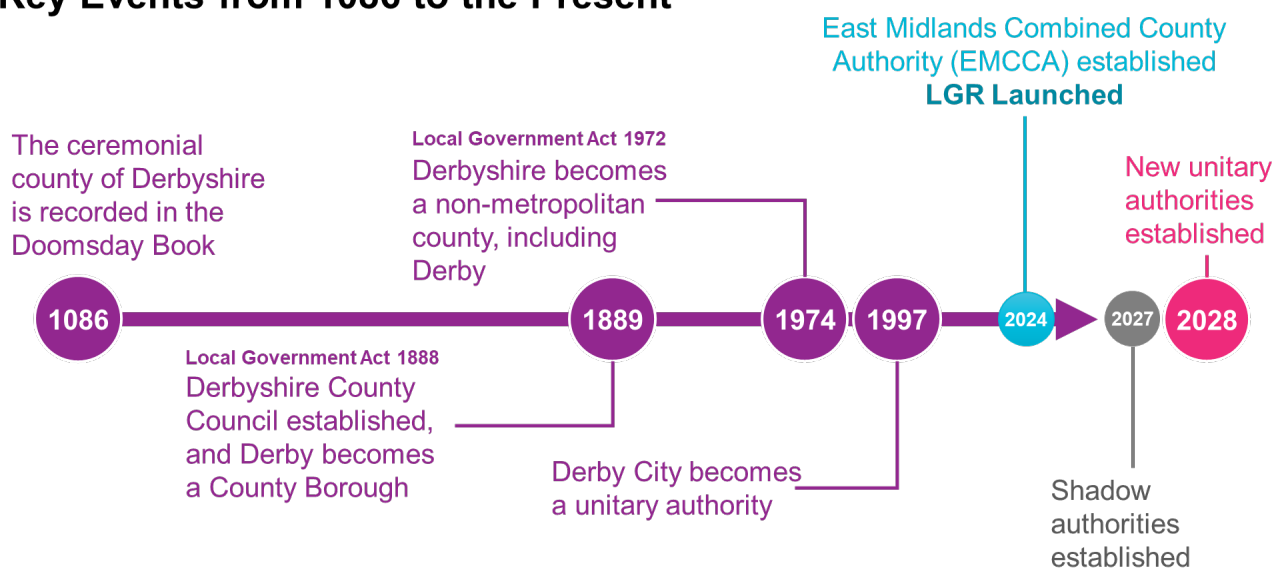 Key Events from 1086 to the Present
East Midlands Combined County
Authority (EMCCA) established
LGR Launched
The ceremonial
county of Derbyshire
is recorded in the
Doomsday Book
Local Government Act 1972
Derbyshire becomes
a non-metropolitan
county, including
Derby
New unitary
authorities
established
1086
1889
1974
1997
2024
2027
2028
Local Government Act 1888
Derbyshire County
Council established,
and Derby becomes
a County Borough
Derby City becomes
a unitary authority
Shadow
authorities
established